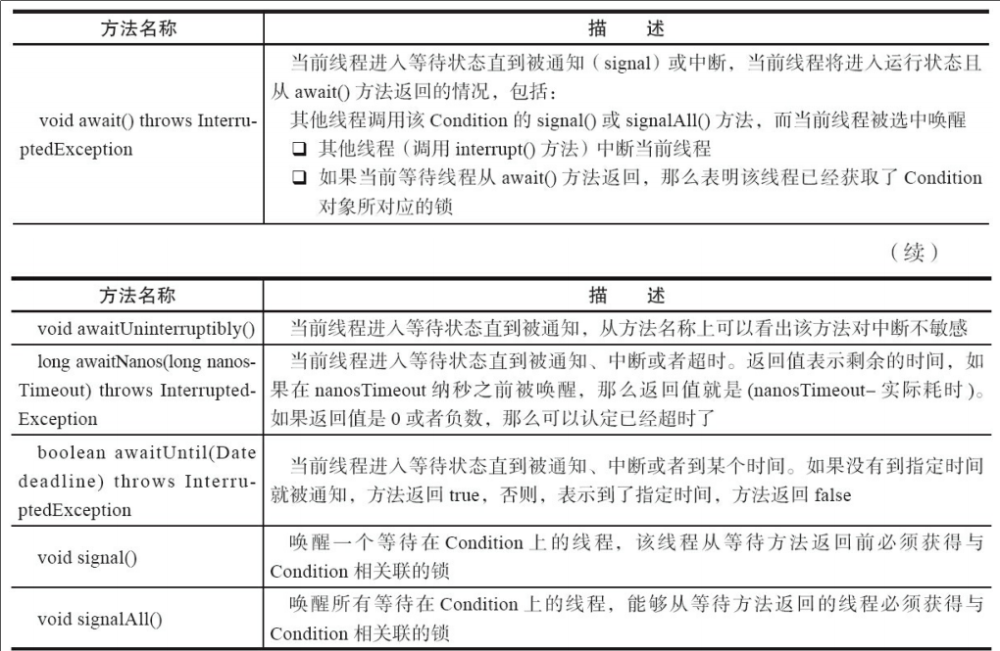 方法名称 描 述
void await() throws Interru-
ptedException
当前线程进入等待状态直到被通知（signal）或中断，当前线程将进入运行状态且
从 await() 方法返回的情况，包括：
其他线程调用该 Condition 的 signal() 或 signalAll() 方法，而当前线程被选中唤醒
❑ 其他线程（调用 interrupt() 方法）中断当前线程
❑ 如果当前等待线程从 await() 方法返回，那么表明该线程已经获取了 Condition
对象所对应的锁
（续）
方法名称 描 述
void awaitUninterruptibly()
当前线程进入等待状态直到被通知，从方法名称上可以看出该方法对中断不敏感
long awaitNanos(long nanos-
Timeout) throws Interrupted-
Exception
当前线程进入等待状态直到被通知、中断或者超时。返回值表示剩余的时间，如
果在 nanosTimeout 纳秒之前被唤醒，那么返回值就是 (nanosTimeout– 实际耗时 )。
如果返回值是 0 或者负数，那么可以认定已经超时了
boolean awaitUntil(Date
deadline) throws Interru-
ptedException
当前线程进入等待状态直到被通知、中断或者到某个时间。如果没有到指定时间
就被通知，方法返回 true，否则，表示到了指定时间，方法返回 false
void signal()
唤醒一个等待在 Condition 上的线程，该线程从等待方法返回前必须获得与
Condition 相关联的锁
void signalAll()
唤醒所有等待在 Condition 上的线程，能够从等待方法返回的线程必须获得与
Condition 相关联的锁